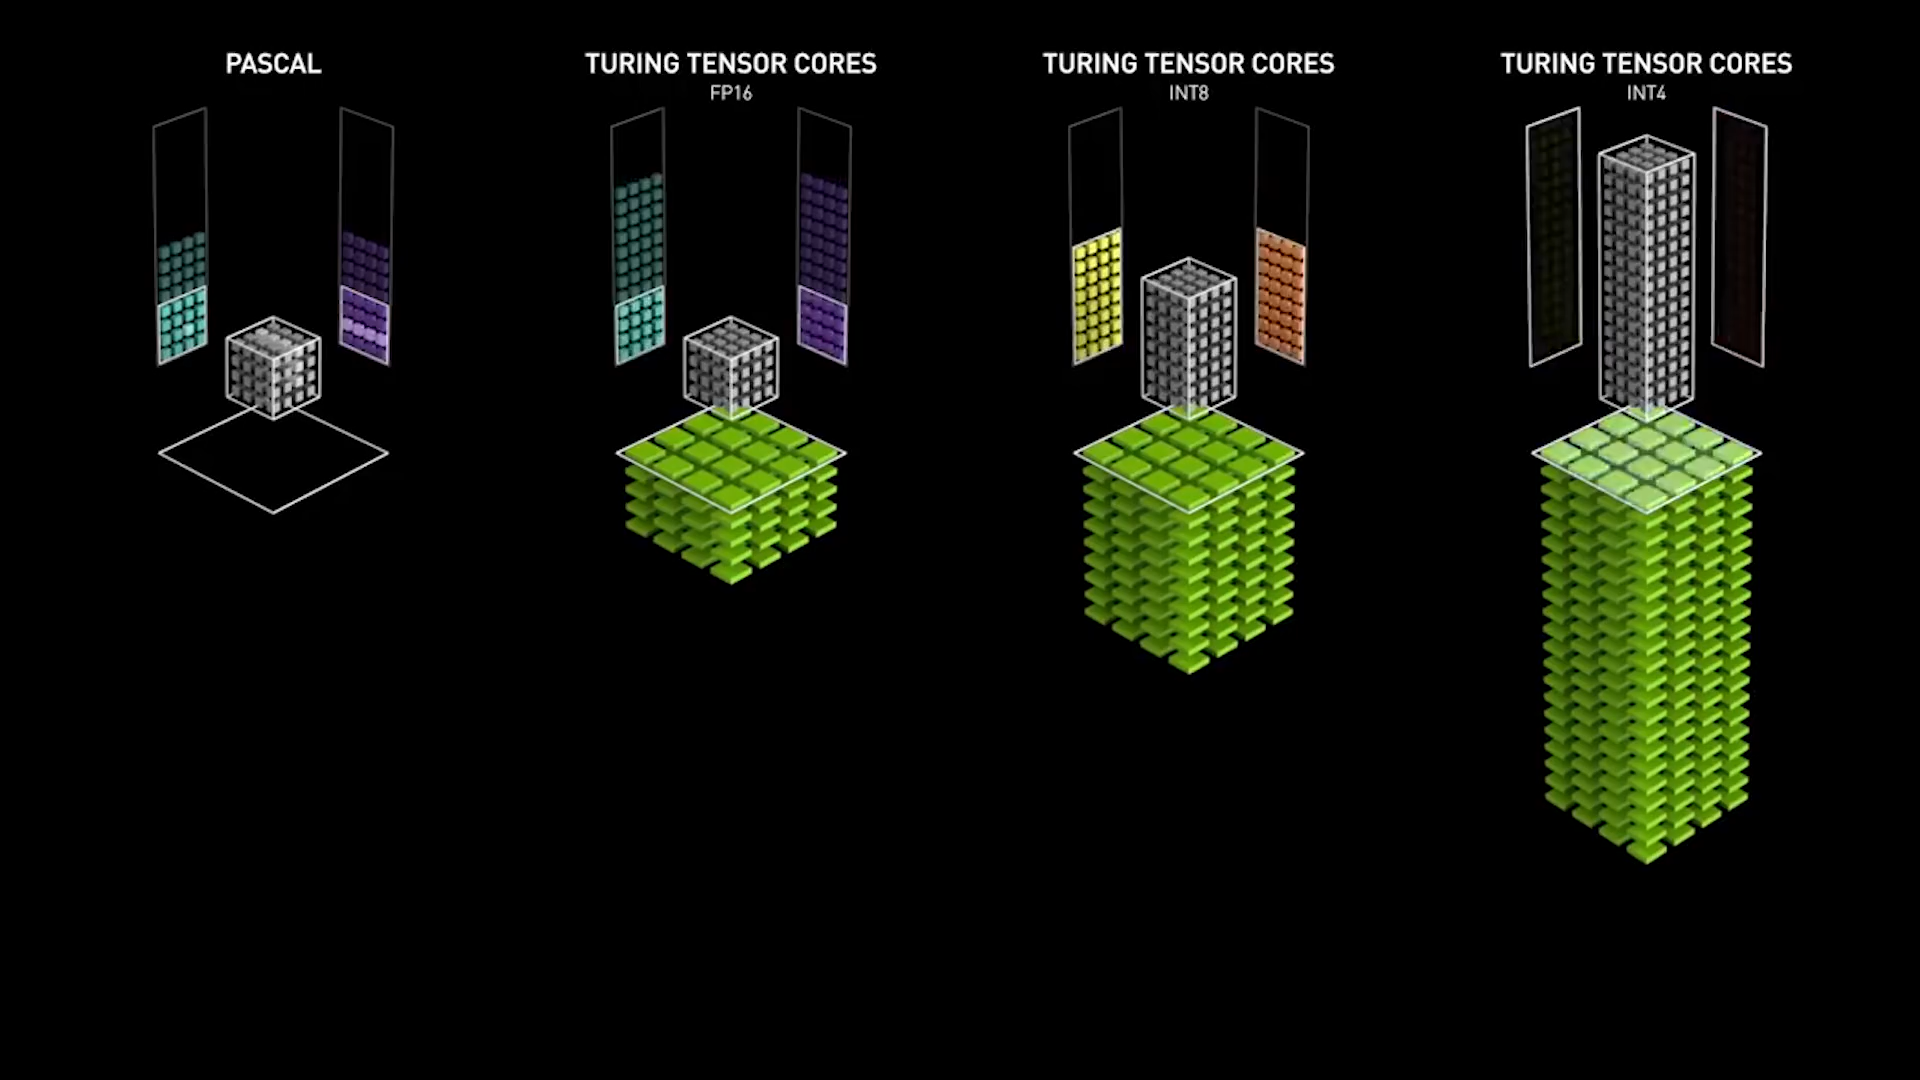 PASCAL
TURING TENSOR CORES
FP16
TURING TENSOR CORES
INT8
TURING TENSOR CORES
INT4